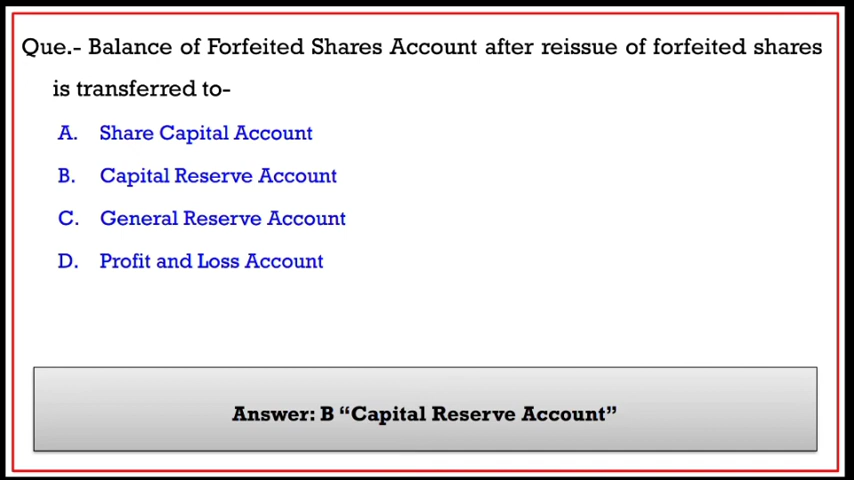 Que.- Balance of Forfeited Shares Account after reissue of forfeited shares
is transferred to-
A. Share Capital Account
B. Capital Reserve Account
C. General Reserve Account
D. Profit and Loss Account
Answer: B “Capital Reserve Account”